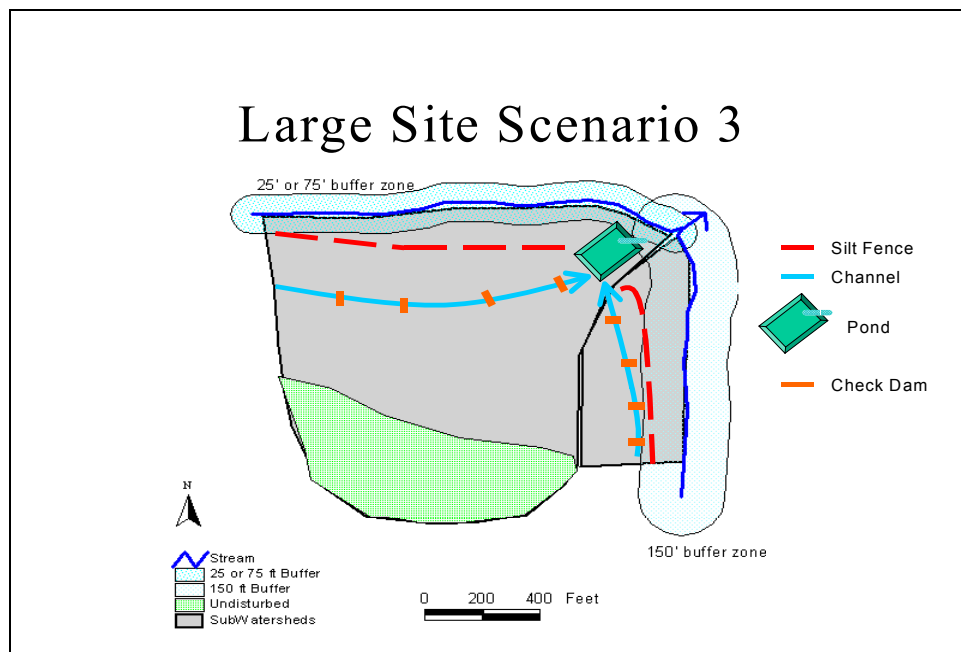 Large Site Scenario 3
25' or 75' buffer zone
Silt Fence
Channel
Pond
Check Dam
N
150' buffer zone
Stream
25 or 75 ft Buffer
150 ft Buffer
Undisturbed
SubWatersheds
0 200 400 Feet